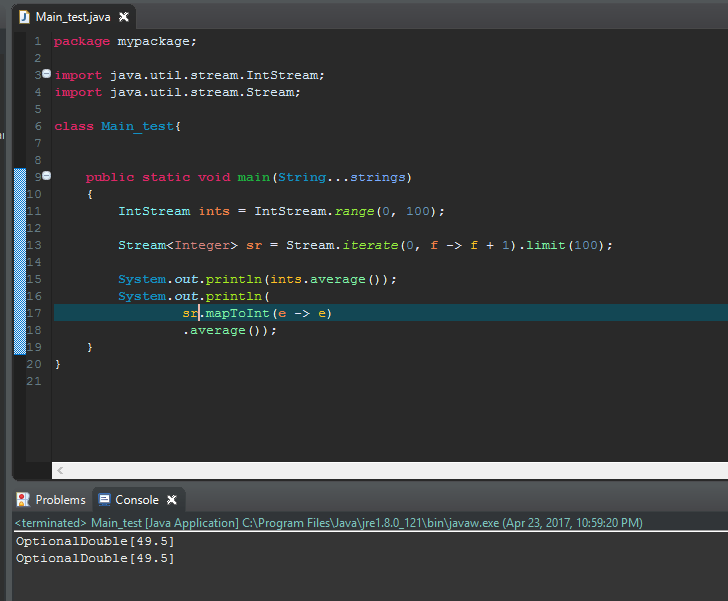 Main_test.java
1 package mypackage;
2
3 import java.util.stream.IntStream;
4 import java.util.stream.Stream;
5
6 class Main_test{
7
8
9     public static void main(String...strings)
10     {
11         IntStream ints = IntStream.range(0, 100);
12
13         Stream<Integer> sr = Stream.iterate(0, f -> f + 1).limit(100);
14
15         System.out.println(ints.average());
16         System.out.println(
17                 sr.mapToInt(e -> e)
18                 .average());
19     }
20 }
21
Problems Console
<terminated> Main_test [Java Application] C:\Program Files\Java\jre1.8.0_121\bin\javaw.exe (Apr 23, 2017, 10:59:20 PM)
OptionalDouble[49.5]
OptionalDouble[49.5]